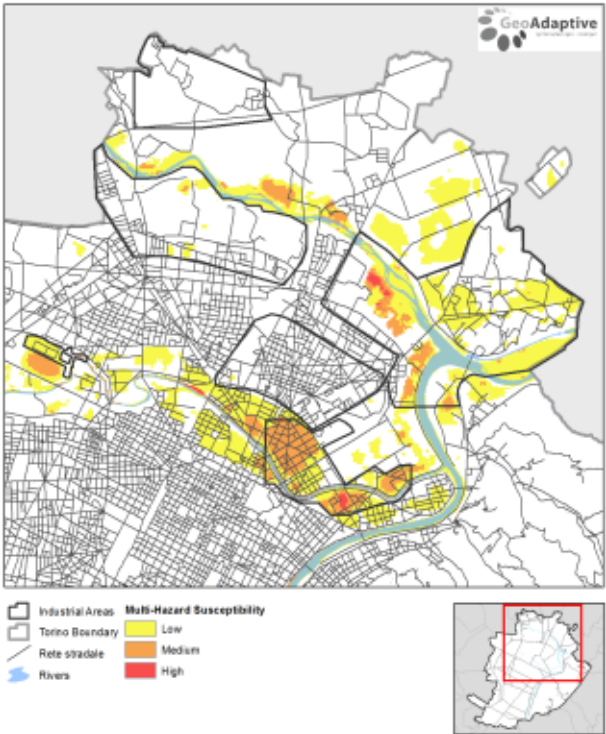 GeoAdaptive
Industrial Areas
Torino Boundary
Rete stradale
Rivers
Multi-Hazard Susceptibility
Low
Medium
High